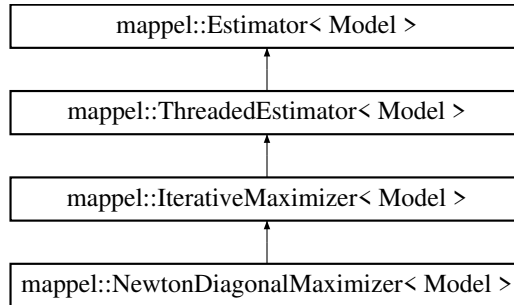 mappel::Estimator< Model >
mappel::ThreadedEstimator< Model >
mappel::IterativeMaximizer< Model >
mappel::NewtonDiagonalMaximizer< Model >